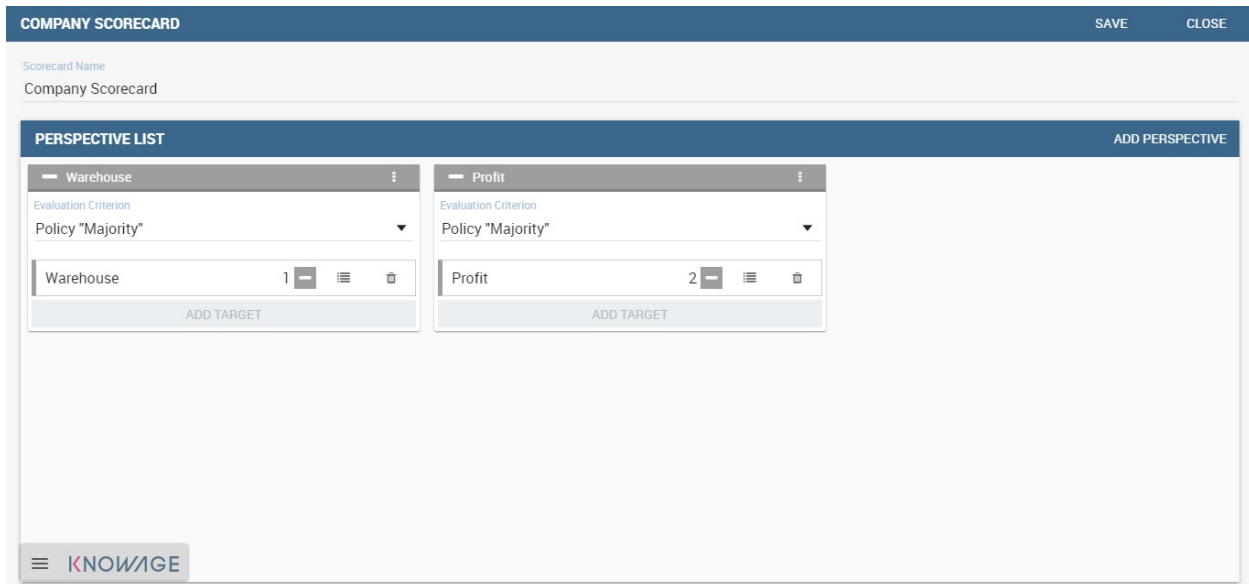 COMPANY SCORECARD SAVE CLOSE
Scorecard Name
Company Scorecard
PERSPECTIVE LIST ADD PERSPECTIVE
Warehouse Profit
Evaluation Criterion Evaluation Criterion
Policy "Majority" Policy "Majority"
Warehouse 1 Profit 2
ADD TARGET ADD TARGET
KNOWAGE